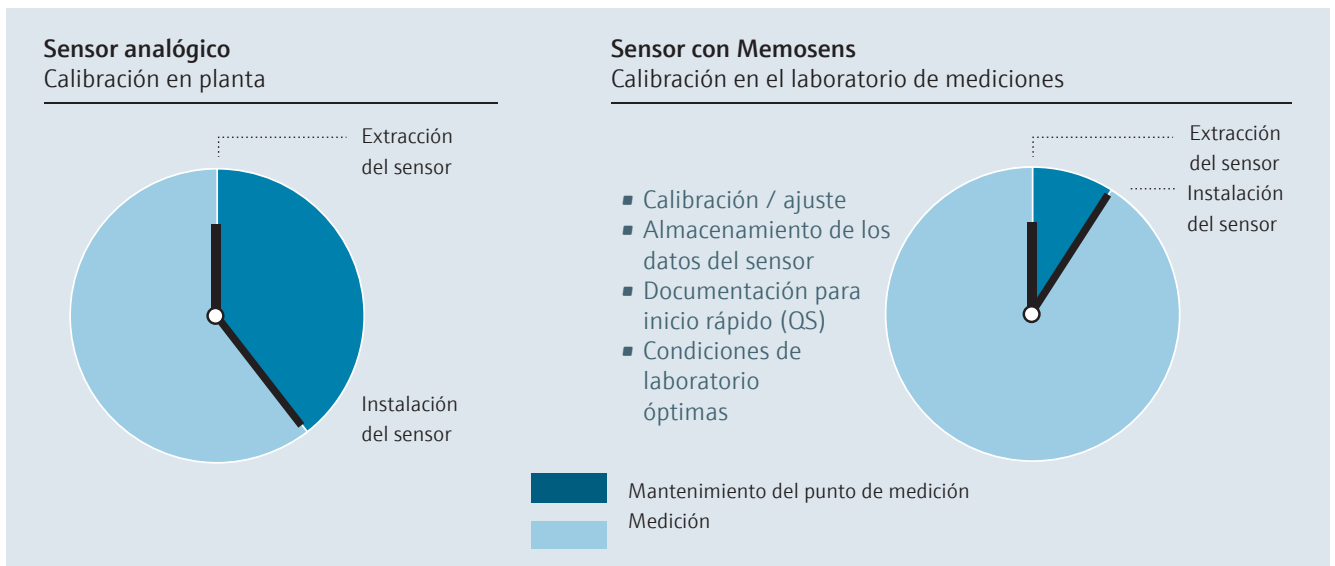 Sensor analógico
Calibración en planta
Extracción
del sensor
Instalación
del sensor
Sensor con Memosens
Calibración en el laboratorio de mediciones
▪ Calibración / ajuste
▪ Almacenamiento de los
datos del sensor
▪ Documentación para
inicio rápido (QS)
▪ Condiciones de
laboratorio
óptimas
Extracción
del sensor
Instalación
del sensor
Mantenimiento del punto de medición
Medición